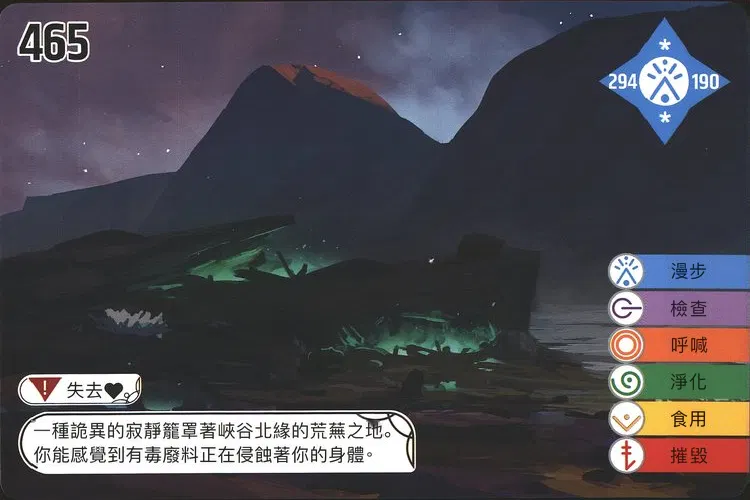 465
*
294 190
*
漫步
檢查
呼喊
淨化
食用
摧毀
! 失去♥
一種詭異的寂靜籠罩著峽谷北緣的荒蕪之地。
你能感覺到有毒廢料正在侵蝕著你的身體。